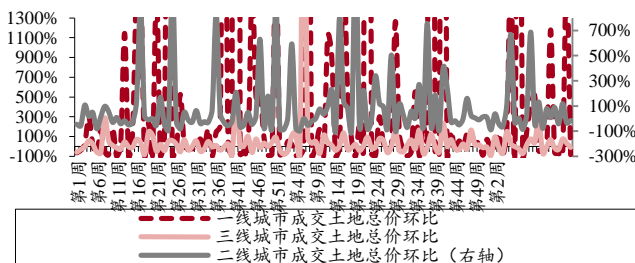 1300%
1100%
900%
700%
500%
300%
100%
-100%
700%
500%
300%
100%
-100%
-300%
第1周
第6周
第11周
第16周
第21周
第26周
第31周
第36周
第41周
第46周
第51周
第4周
第9周
第14周
第19周
第24周
第29周
第34周
第39周
第44周
第49周
第2周
一线城市成交土地总价环比
三线城市成交土地总价环比
二线城市成交土地总价环比（右轴）